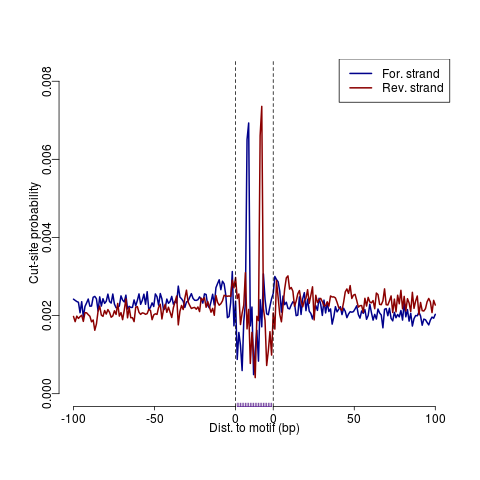 For. strand
Rev. strand
Cut-site probability
0.008
0.006
0.004
0.002
0.000
-100 -50 0 0 50 100
Dist. to motif (bp)